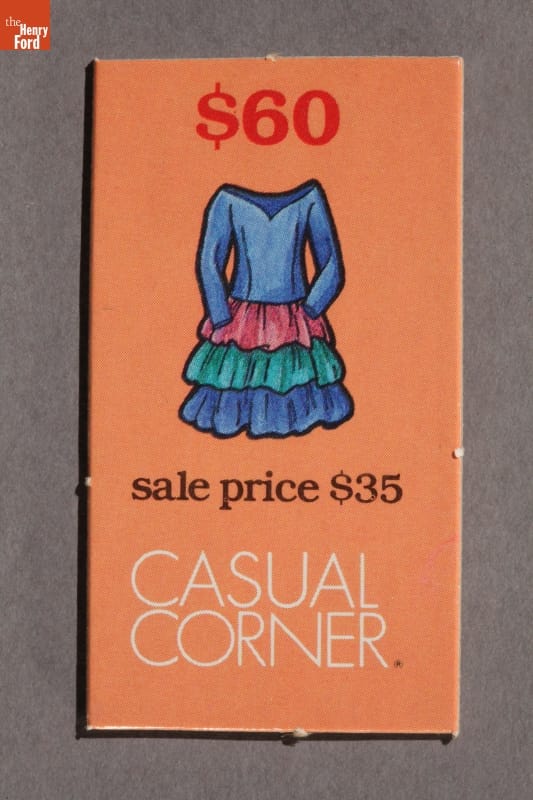 the
Henry
Ford
$60
sale price $35
CASUAL
CORNER®